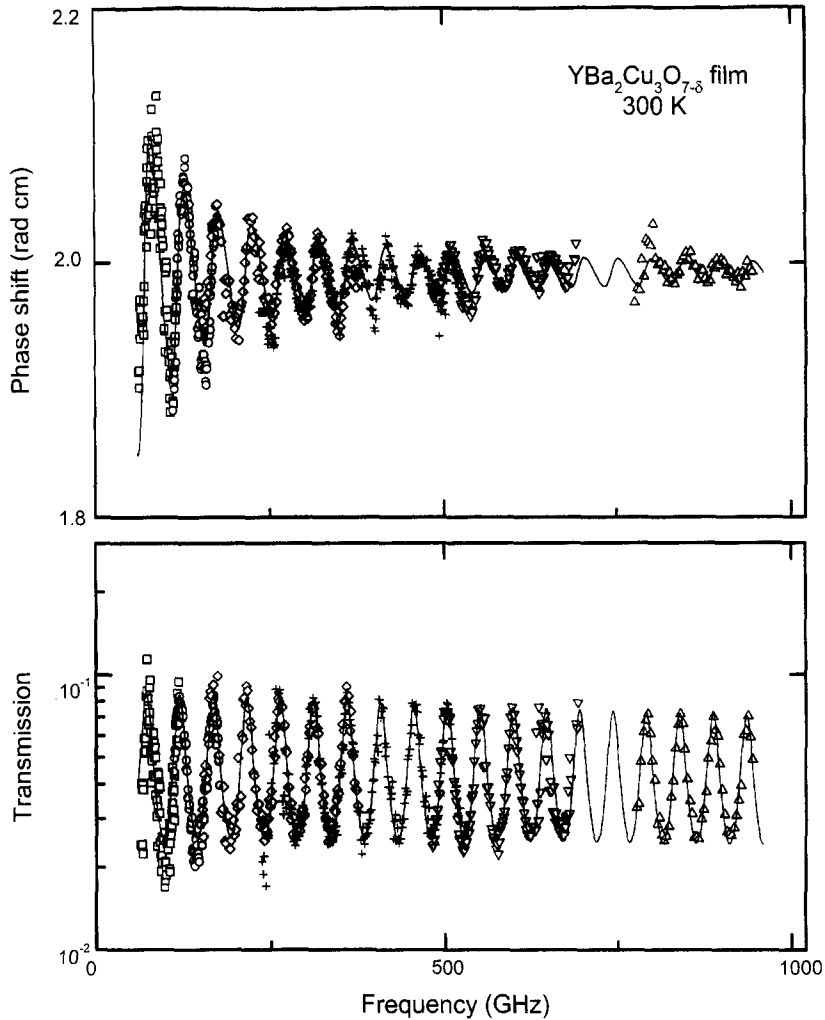 2.2
YBa₂Cu₃O₇₋δ film
300 K
Phase shift (rad cm)
2.0
1.8
Transmission
10⁻¹
10⁻²
0
500
1000
Frequency (GHz)